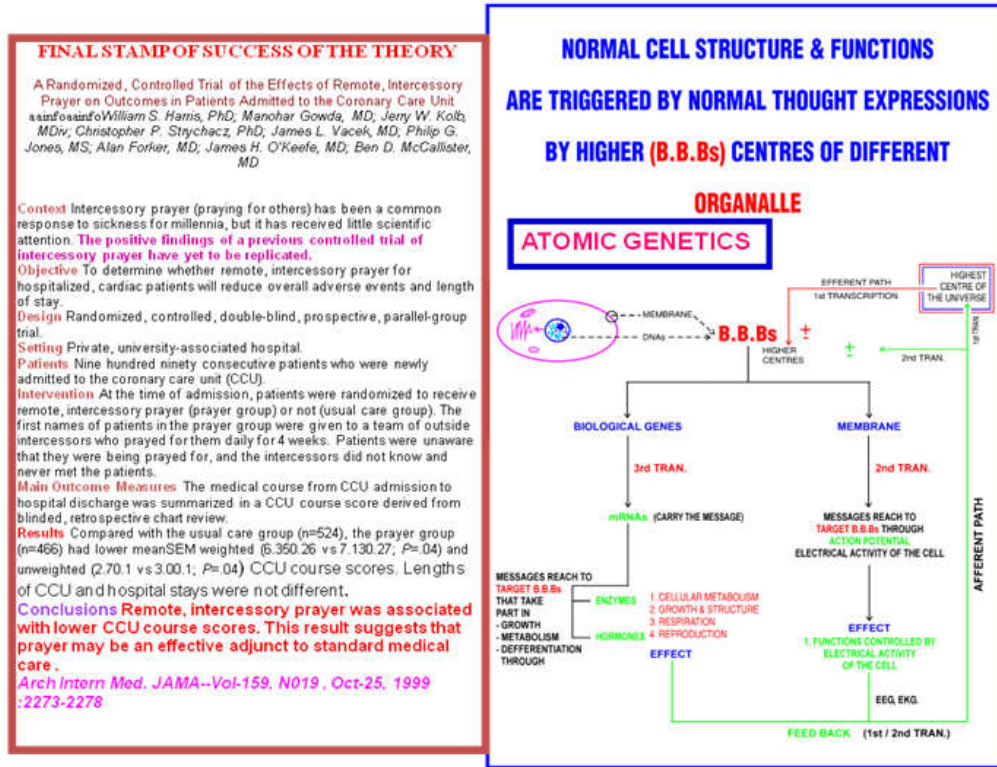 FINAL STAMP OF SUCCESS OF THE THEORY
A Randomized, Controlled Trial of the Effects of Remote, Intercessory
Prayer on Outcomes in Patients Admitted to the Coronary Care Unit
aainfoaainfoWilliam S. Harris, PhD; Manohar Gowda, MD; Jerry W. Kolb,
MDiv; Christopher P. Strychacz, PhD; James L. Vacek, MD; Philip G.
Jones, MS; Alan Forker, MD; James H. O'Keefe, MD; Ben D. McCallister,
MD
Context Intercessory prayer (praying for others) has been a common
response to sickness for millennia, but it has received little scientific
attention. The positive findings of a previous controlled trial of
intercessory prayer have yet to be replicated.
Objective To determine whether remote, intercessory prayer for
hospitalized, cardiac patients will reduce overall adverse events and length
of stay.
Design Randomized, controlled, double-blind, prospective, parallel-group
trial.
Setting Private, university-associated hospital.
Patients Nine hundred ninety consecutive patients who were newly
admitted to the coronary care unit (CCU).
Intervention At the time of admission, patients were randomized to receive
remote, intercessory prayer (prayer group) or not (usual care group). The
first names of patients in the prayer group were given to a team of outside
intercessors who prayed for them daily for 4 weeks. Patients were unaware
that they were being prayed for, and the intercessors did not know and
never met the patients.
Main Outcome Measures The medical course from CCU admission to
hospital discharge was summarized in a CCU course score derived from
blinded, retrospective chart review.
Results Compared with the usual care group (n=524), the prayer group
(n=466) had lower meanSEM weighted (6.350.26 vs 7.130.27; P=.04) and
unweighted (2.70.1 vs 3.00.1; P=.04) CCU course scores. Lengths
of CCU and hospital stays were not different.
Conclusions Remote, intercessory prayer was associated
with lower CCU course scores. This result suggests that
prayer may be an effective adjunct to standard medical
care .
Arch Intern Med. JAMA--Vol-159, N019 , Oct-25, 1999
:2273-2278
NORMAL CELL STRUCTURE & FUNCTIONS
ARE TRIGGERED BY NORMAL THOUGHT EXPRESSIONS
BY HIGHER (B.B.Bs) CENTRES OF DIFFERENT
ORGANALLE
ATOMIC GENETICS
EFFERENT PATH
1st TRANSCRIPTION
HIGHEST
CENTRE OF
THE UNIVERSE
1st TRAN.
MEMBRANE
DNAs
B.B.Bs
±
HIGHER
CENTRES
±
2nd TRAN.
BIOLOGICAL GENES
MEMBRANE
3rd TRAN.
2nd TRAN.
mRNAs (CARRY THE MESSAGE)
MESSAGES REACH TO
TARGET B.B.Bs THROUGH
ACTION POTENTIAL
ELECTRICAL ACTIVITY OF THE CELL
AFFERENT PATH
MESSAGES REACH TO
TARGET B.B.Bs
THAT TAKE
PART IN
- GROWTH
- METABOLISM
- DEFFERENTIATION
THROUGH
ENZYMES
HORMONES
1. CELLULAR METABOLISM
2. GROWTH & STRUCTURE
3. RESPIRATION
4. REPRODUCTION
EFFECT
EFFECT
1. FUNCTIONS CONTROLLED BY
ELECTRICAL ACTIVITY
OF THE CELL
EEG, EKG.
FEED BACK (1st / 2nd TRAN.)